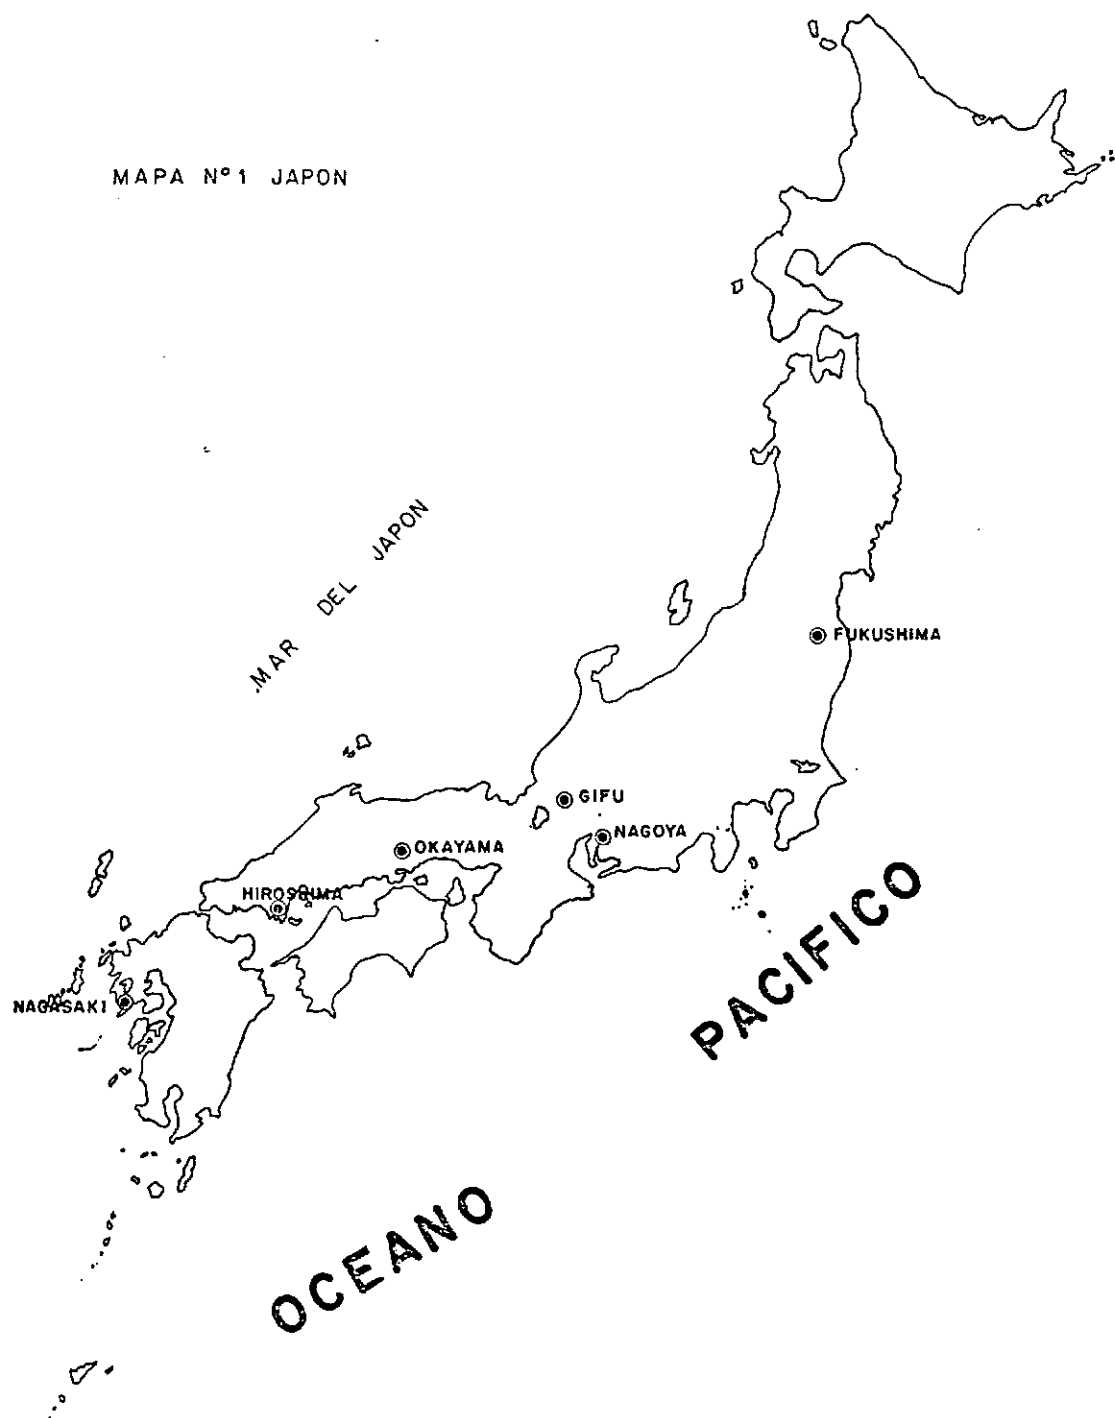 MAPA Nº1 JAPON
MAR DEL JAPON
FUKUSHIMA
GIFU
NAGOYA
OKAYAMA
HIROSHIMA
NAGASAKI
OCEANO PACIFICO